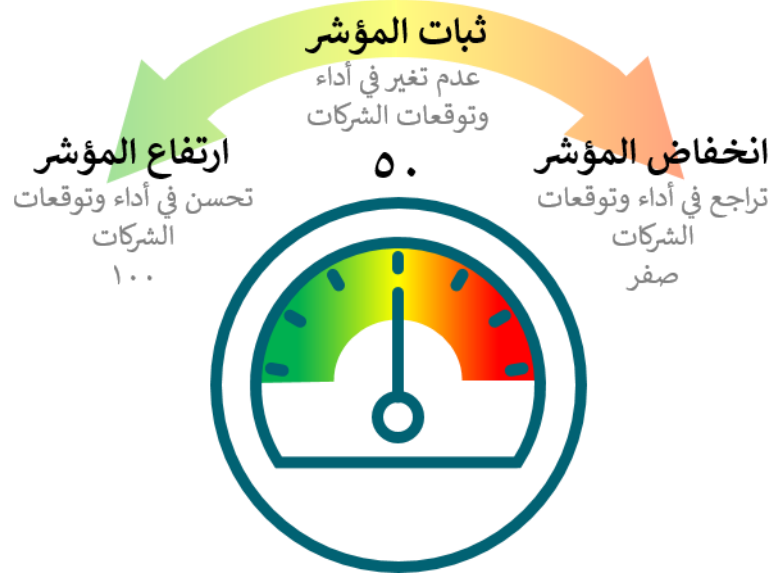 ثبات المؤشر
عدم تغير في أداء
وتوقعات الشركات
٥٠
انخفاض المؤشر
تراجع في أداء وتوقعات
الشركات
صفر
ارتفاع المؤشر
تحسن في أداء وتوقعات
الشركات
١٠٠